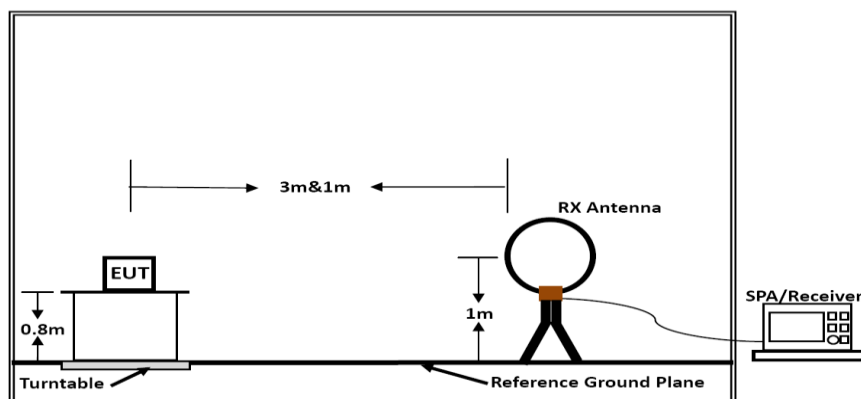 3m&1m
RX Antenna
EUT
SPA/Receiver
0.8m
1m
Turntable
Reference Ground Plane